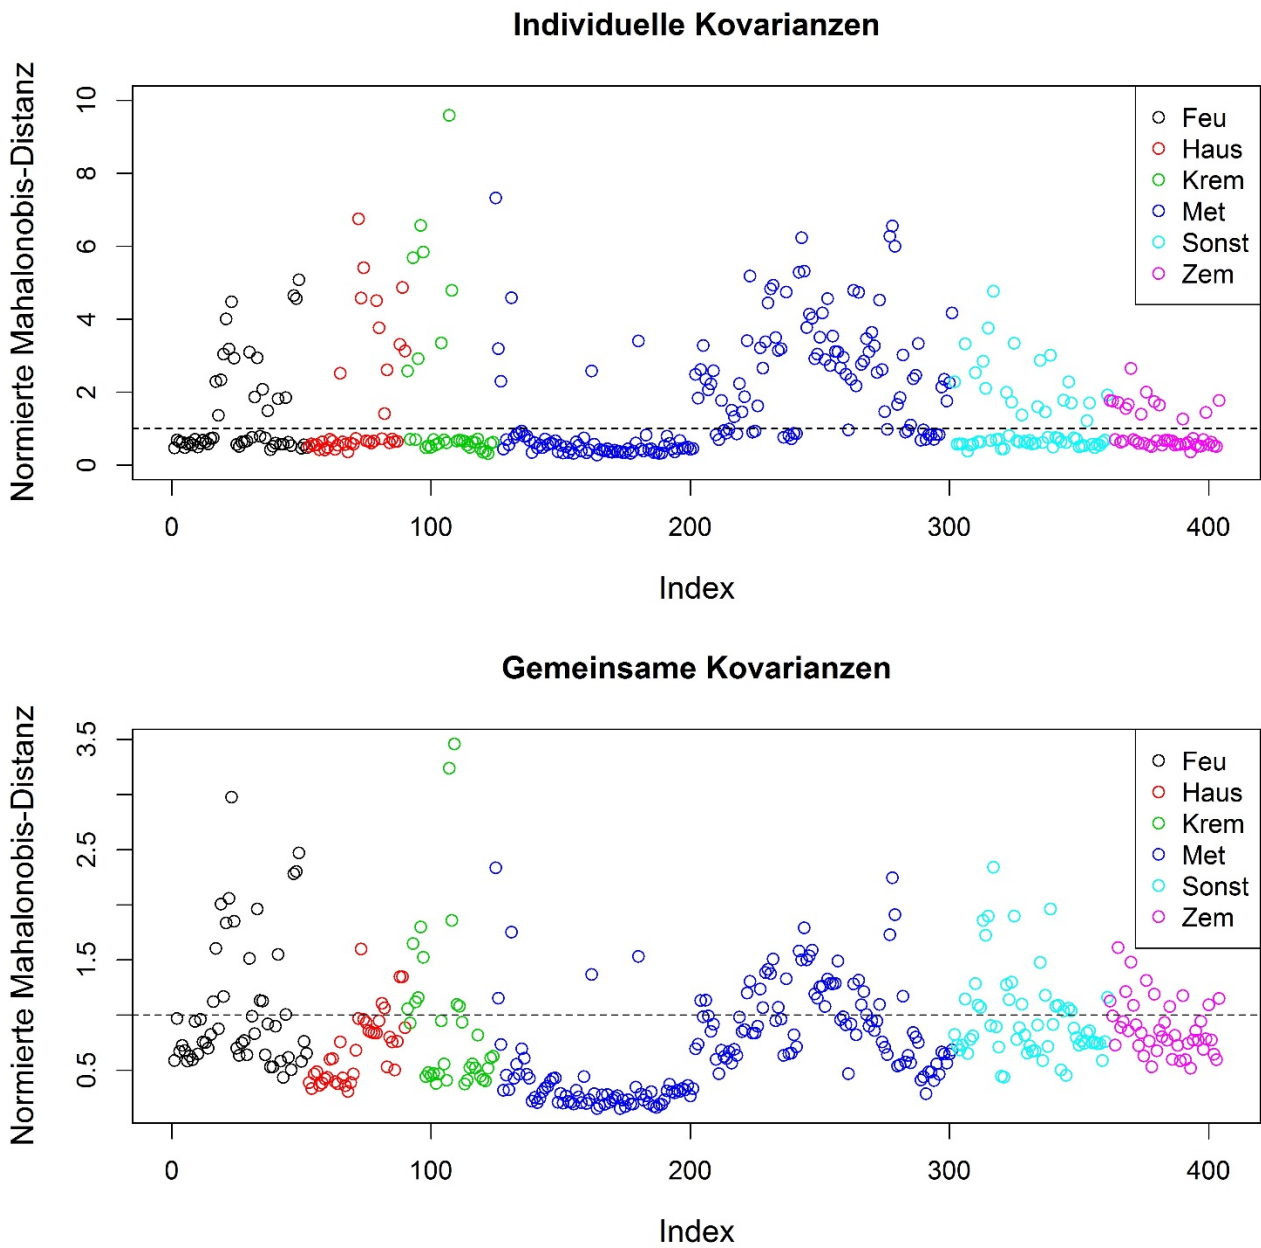 Individuelle Kovarianzen
Normierte Mahalonobis-Distanz
10
8
6
4
2
0
Feu
Haus
Krem
Met
Sonst
Zem
0 100 200 300 400
Index
Gemeinsame Kovarianzen
Normierte Mahalonobis-Distanz
3.5
2.5
1.5
0.5
Feu
Haus
Krem
Met
Sonst
Zem
0 100 200 300 400
Index